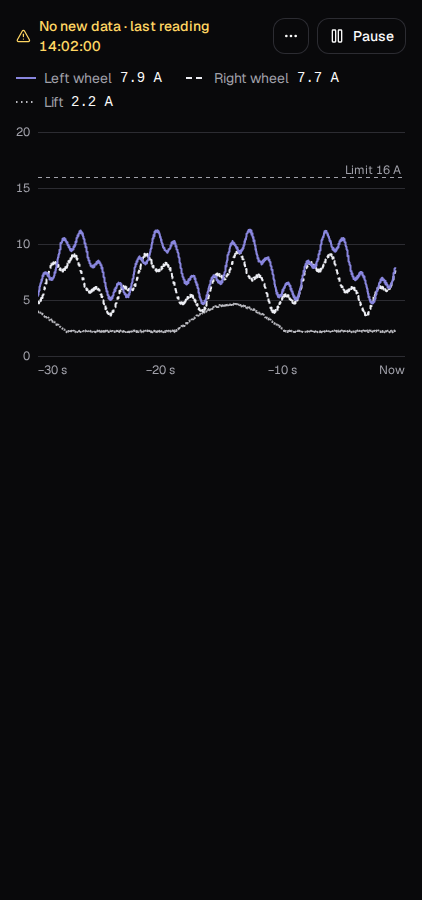 No new data · last reading
14:02:00
Pause
Left wheel 7.9 A
Right wheel 7.7 A
Lift 2.2 A
20
Limit 16 A
15
10
5
0
−30 s
−20 s
−10 s
Now